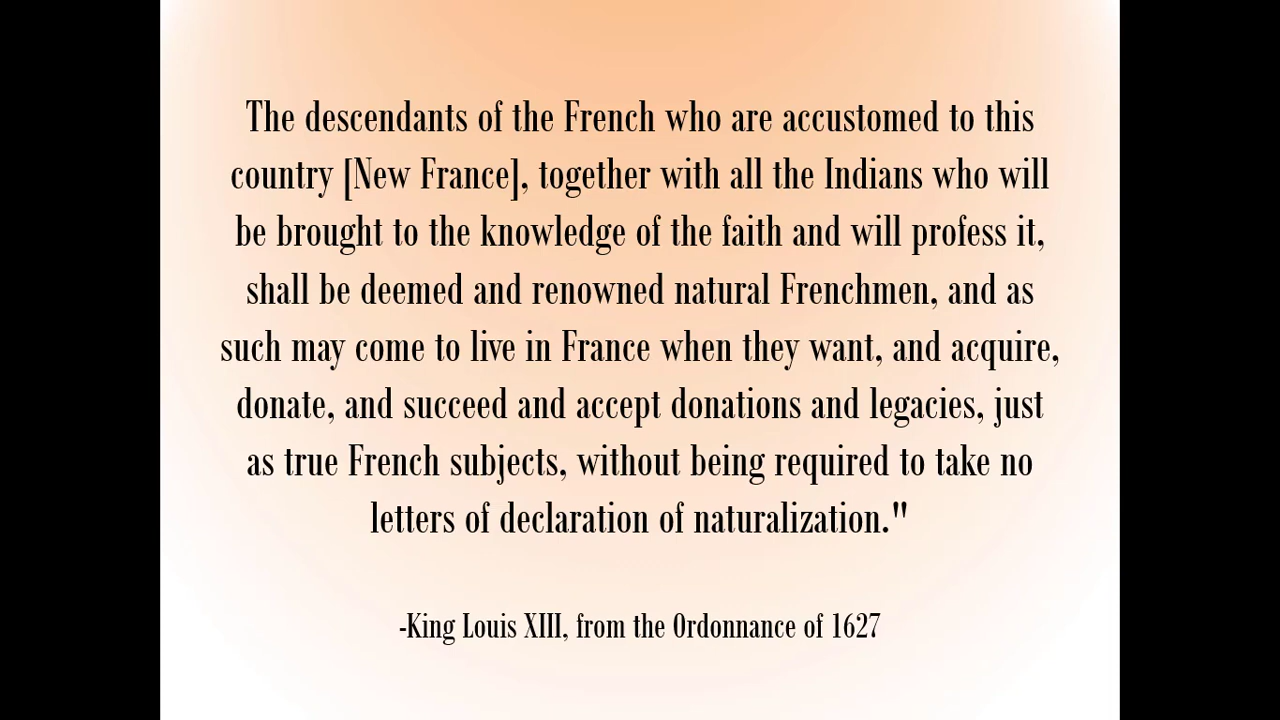 The descendants of the French who are accustomed to this
country [New France], together with all the Indians who will
be brought to the knowledge of the faith and will profess it,
shall be deemed and renowned natural Frenchmen, and as
such may come to live in France when they want, and acquire,
donate, and succeed and accept donations and legacies, just
as true French subjects, without being required to take no
letters of declaration of naturalization."
-King Louis XIII, from the Ordonnance of 1627